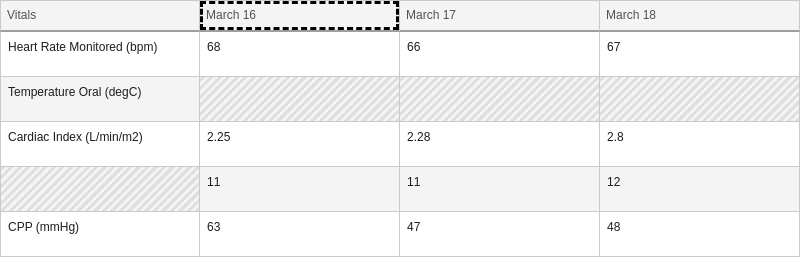 Vitals March 16 March 17 March 18
Heart Rate Monitored (bpm) 68 66 67
Temperature Oral (degC)
Cardiac Index (L/min/m2) 2.25 2.28 2.8
11 11 12
CPP (mmHg) 63 47 48